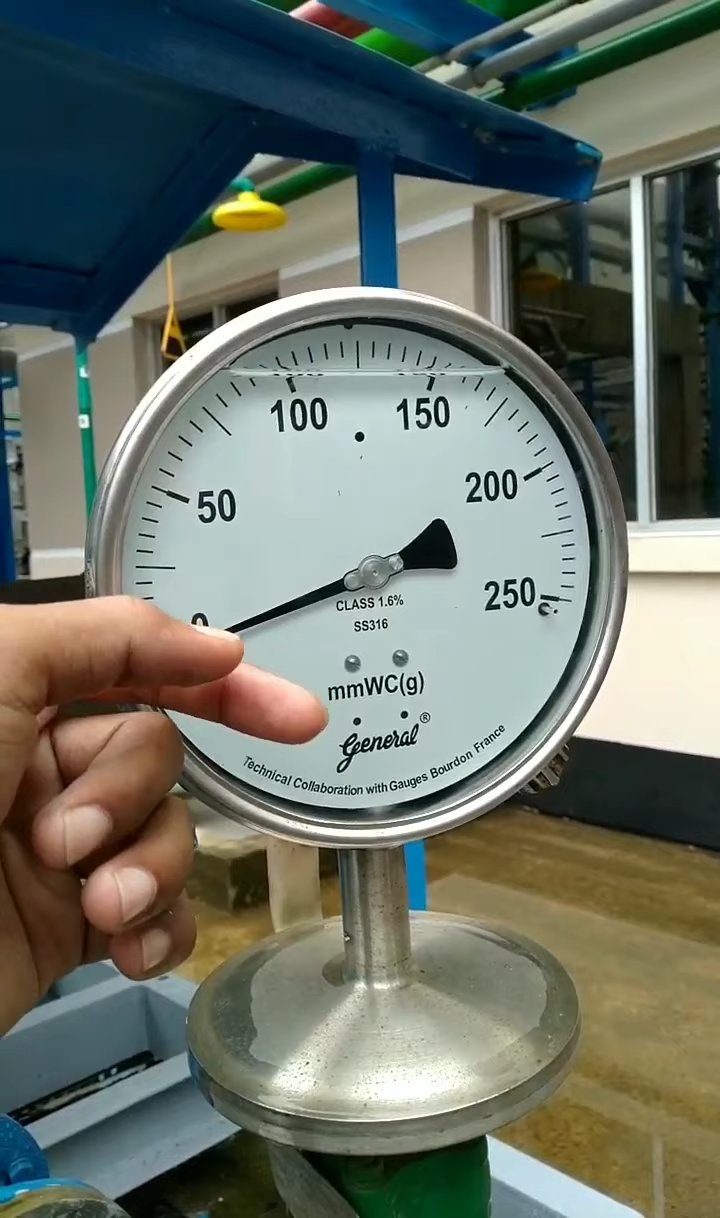 100 150
50 200
0 250
CLASS 1.6%
SS316
mmWC(g)
General®
Technical Collaboration with Gauges Bourdon France